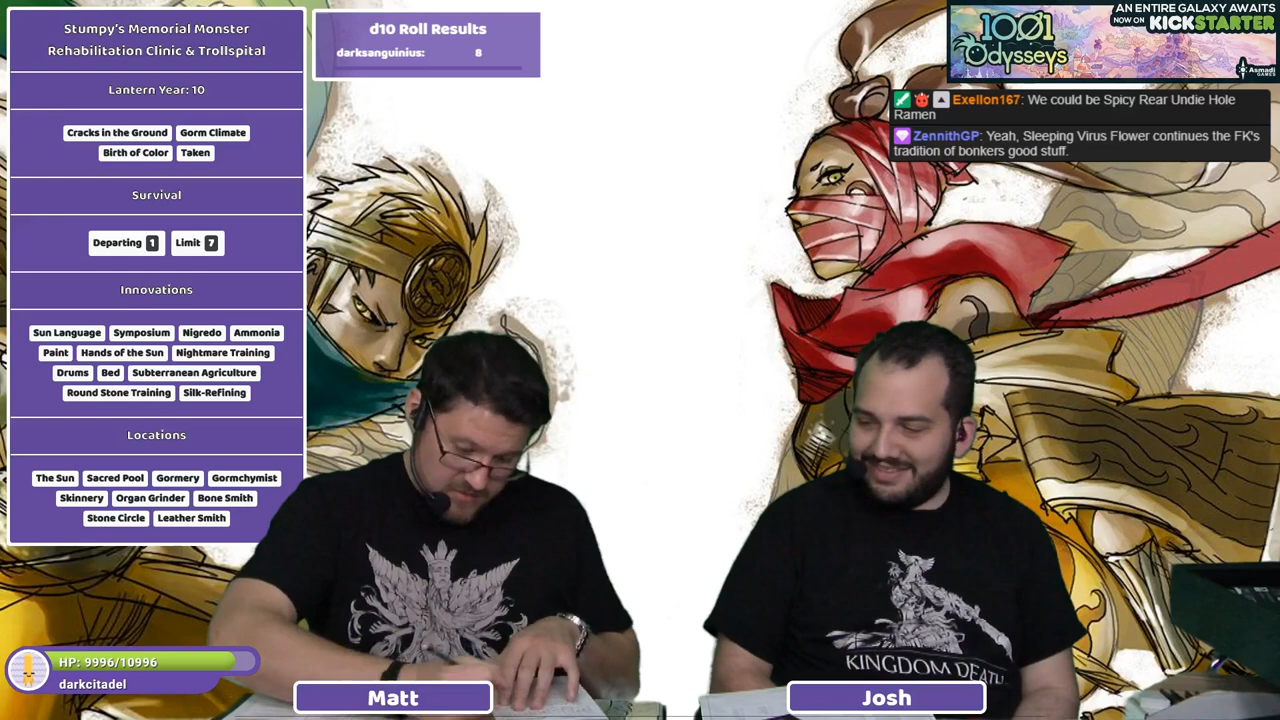 Stumpy's Memorial Monster
Rehabilitation Clinic & Trollspital
Lantern Year: 10
Cracks in the Ground Gorm Climate
Birth of Color Taken
Survival
Departing 1 Limit 7
Innovations
Sun Language Symposium Nigredo Ammonia
Paint Hands of the Sun Nightmare Training
Drums Bed Subterranean Agriculture
Round Stone Training Silk-Refining
Locations
The Sun Sacred Pool Gormery Gormchymist
Skinnery Organ Grinder Bone Smith
Stone Circle Leather Smith
HP: 9996/10996
darkcitadel
d10 Roll Results
darksanguinius: 8
AN ENTIRE GALAXY AWAITS
NOW ON KICKSTARTER
1001
Odysseys
Asmadi
GAMES
Exellon167: We could be Spicy Rear Undie Hole
Ramen
ZennithGP: Yeah, Sleeping Virus Flower continues the FK's
tradition of bonkers good stuff.
KINGDOM DEATH
Matt
Josh